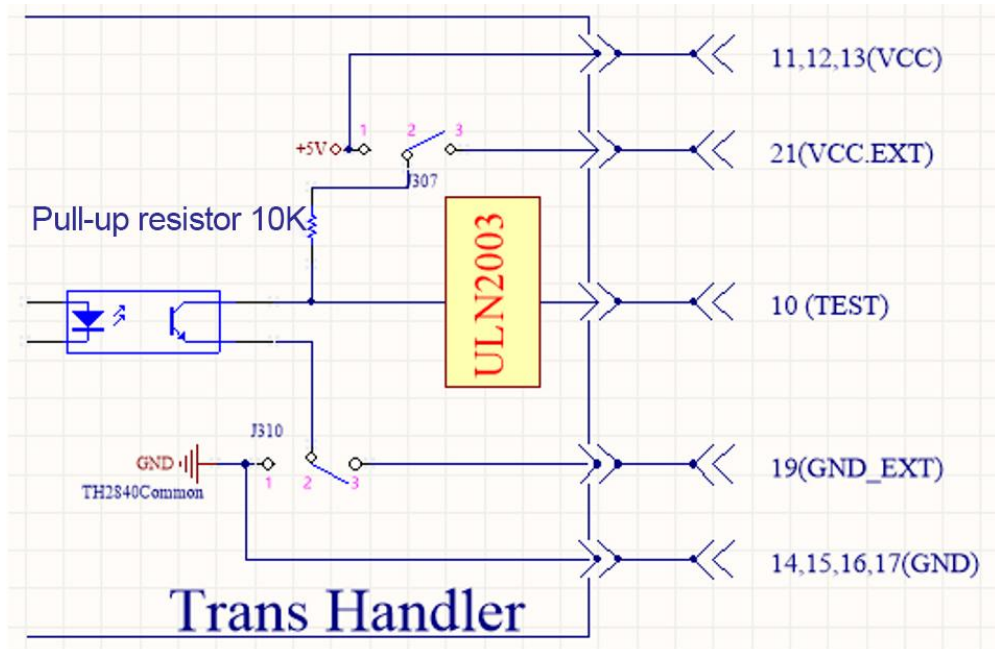 11,12,13(VCC)
1 2 3
+5V
21(VCC.EXT)
J307
Pull-up resistor 10K
ULN2003
10 (TEST)
J310
GND
1 2 3
19(GND_EXT)
TH2840Common
14,15,16,17(GND)
Trans Handler